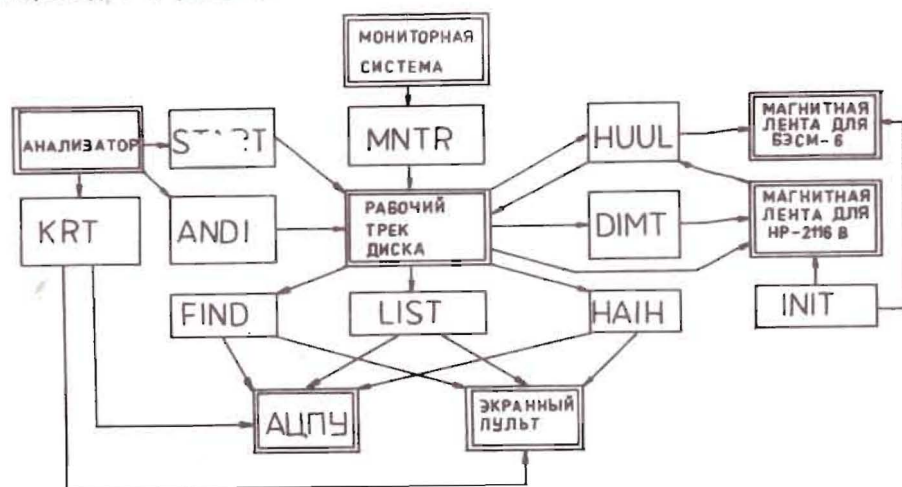 МОНИТОРНАЯ
СИСТЕМА
АНАЛИЗАТОР
MNTR
HUUL
МАГНИТНАЯ
ЛЕНТА ДЛЯ
БЭСМ-6
KRT
ANDI
РАБОЧИЙ
ТРЕК
ДИСКА
DIMT
МАГНИТНАЯ
ЛЕНТА ДЛЯ
HP-2116 B
FIND
LIST
HAIH
INIT
АЦПУ
ЭКРАННЫЙ
ПУЛЬТ